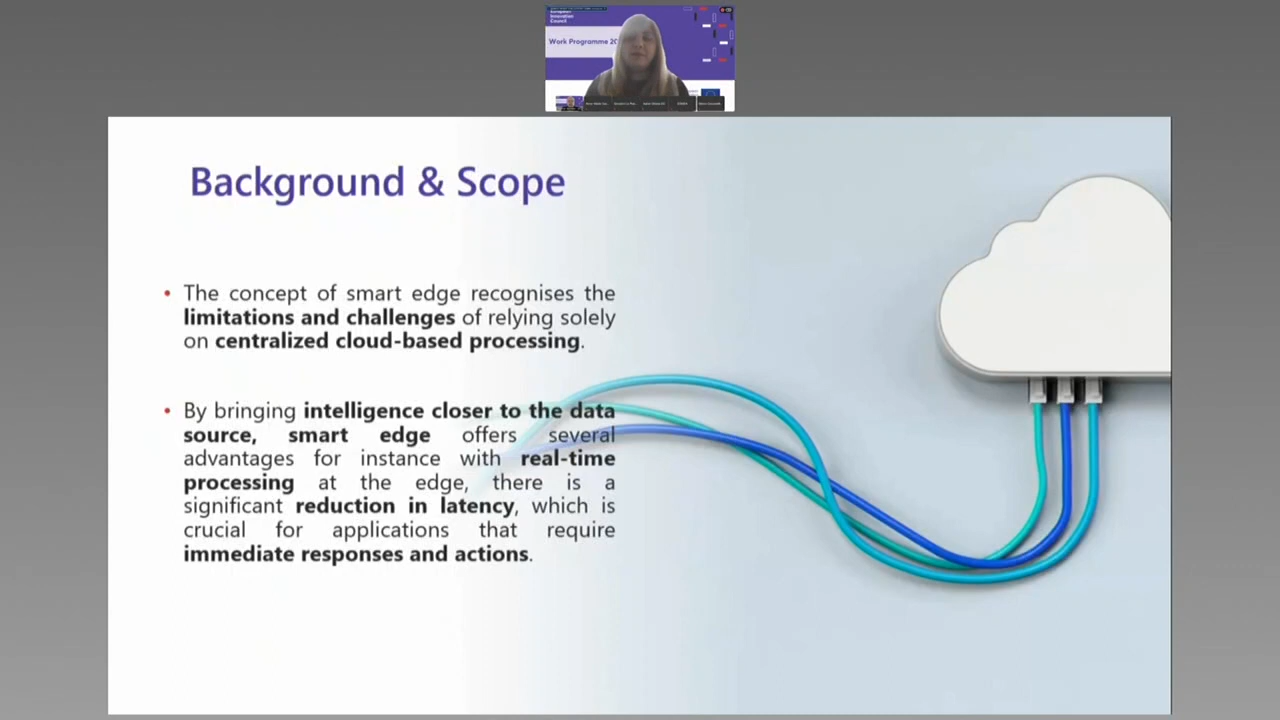 European
Innovation
Council
Work Programme 20
Background & Scope
• The concept of smart edge recognises the
limitations and challenges of relying solely
on centralized cloud-based processing.
• By bringing intelligence closer to the data
source, smart edge offers several
advantages for instance with real-time
processing at the edge, there is a
significant reduction in latency, which is
crucial for applications that require
immediate responses and actions.